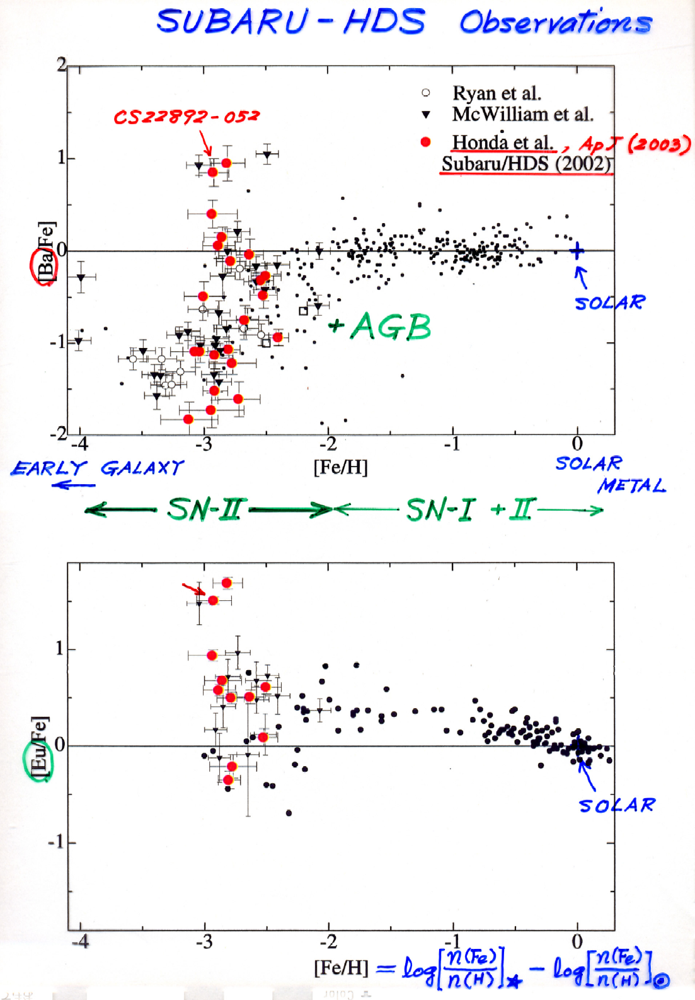 SUBARU - HDS Observations
2
CS22892-052
Ryan et al.
McWilliam et al.
Honda et al., ApJ (2003)
Subaru/HDS (2002)
1
[Ba/Fe]
0
SOLAR
+ AGB
-1
-2
-4 -3 -2 -1 0
[Fe/H]
EARLY GALAXY
SOLAR
METAL
SN-II SN-I + II
1
[Eu/Fe]
0
SOLAR
-1
-4 -3 -2 -1 0
[Fe/H] = log[n(Fe)/n(H)]★ - log[n(Fe)/n(H)]⊙